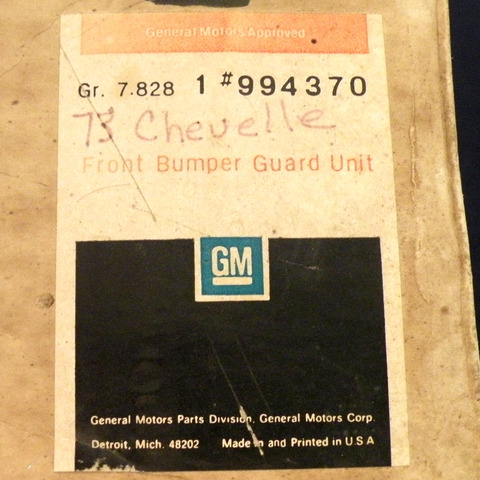 General Motors Approved
Gr. 7.828 1 #994370
73 Chevelle
Front Bumper Guard Unit
GM
General Motors Parts Division, General Motors Corp.
Detroit, Mich. 48202 Made in and Printed in U S A